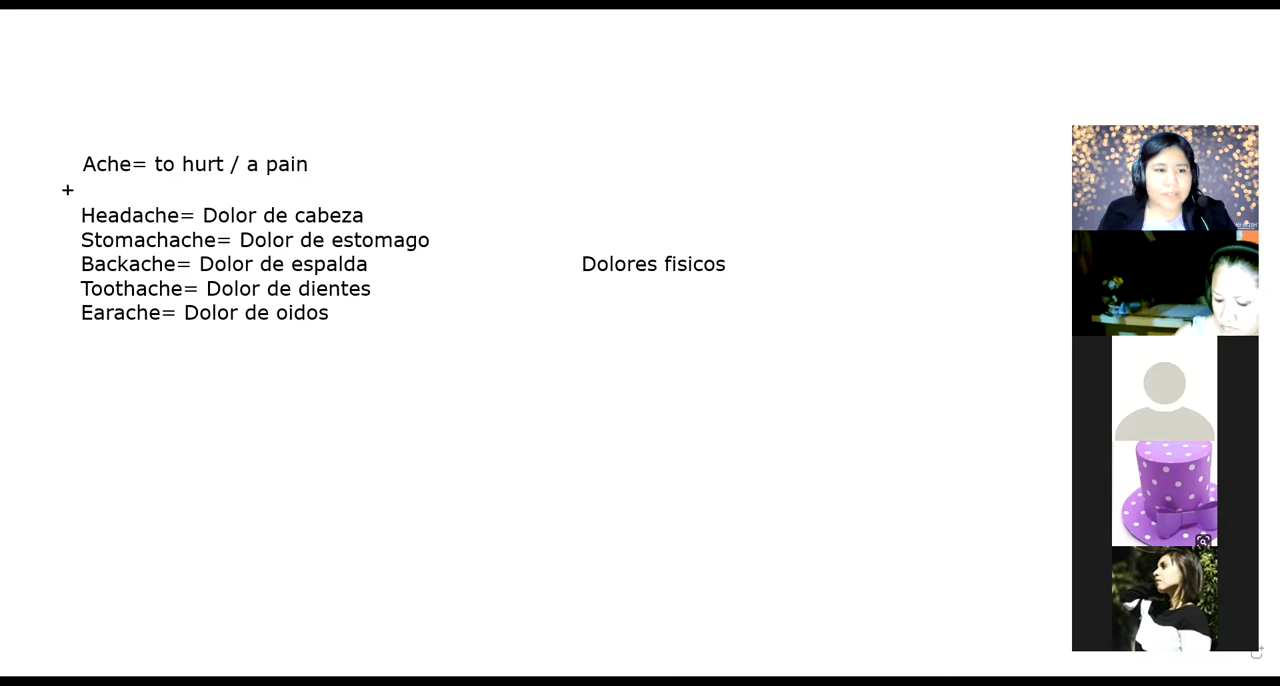 Ache= to hurt / a pain
+
Headache= Dolor de cabeza
Stomachache= Dolor de estomago
Backache= Dolor de espalda
Dolores fisicos
Toothache= Dolor de dientes
Earache= Dolor de oidos